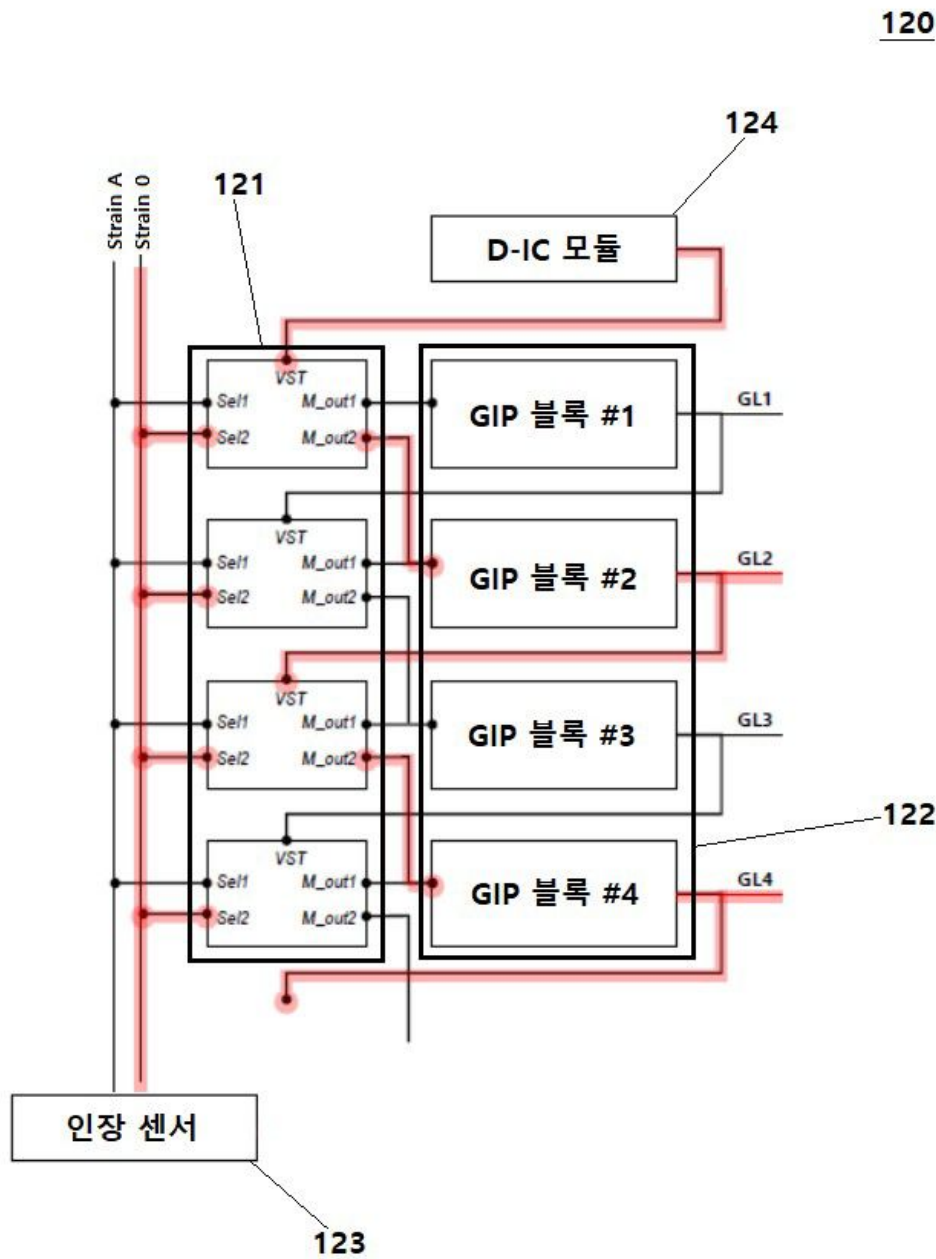 120
124
121
Strain A
Strain 0
D-IC 모듈
VST
Sel1
M_out1
Sel2
M_out2
GIP 블록 #1
GL1
VST
Sel1
M_out1
Sel2
M_out2
GIP 블록 #2
GL2
VST
Sel1
M_out1
Sel2
M_out2
GIP 블록 #3
GL3
122
VST
Sel1
M_out1
Sel2
M_out2
GIP 블록 #4
GL4
인장 센서
123